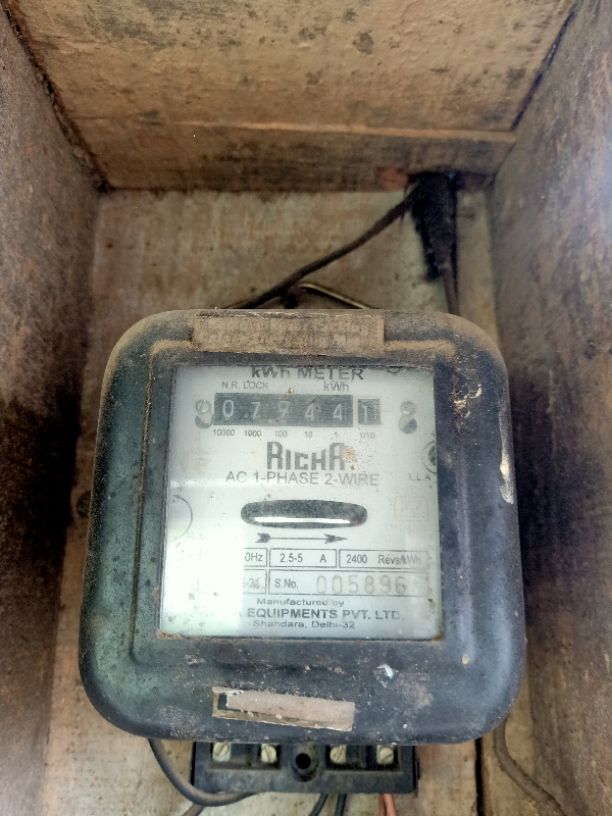 kWh METER
N.R. LOCK kWh
0 7 9 4 4 1
10000 1000 100 10 1 1/10
RICHA
AC 1-PHASE 2-WIRE
2.5-5 A 2400 Revs/kWh
S.No. 005896
Manufactured by
EQUIPMENTS PVT. LTD.
Shahdara, Delhi-32